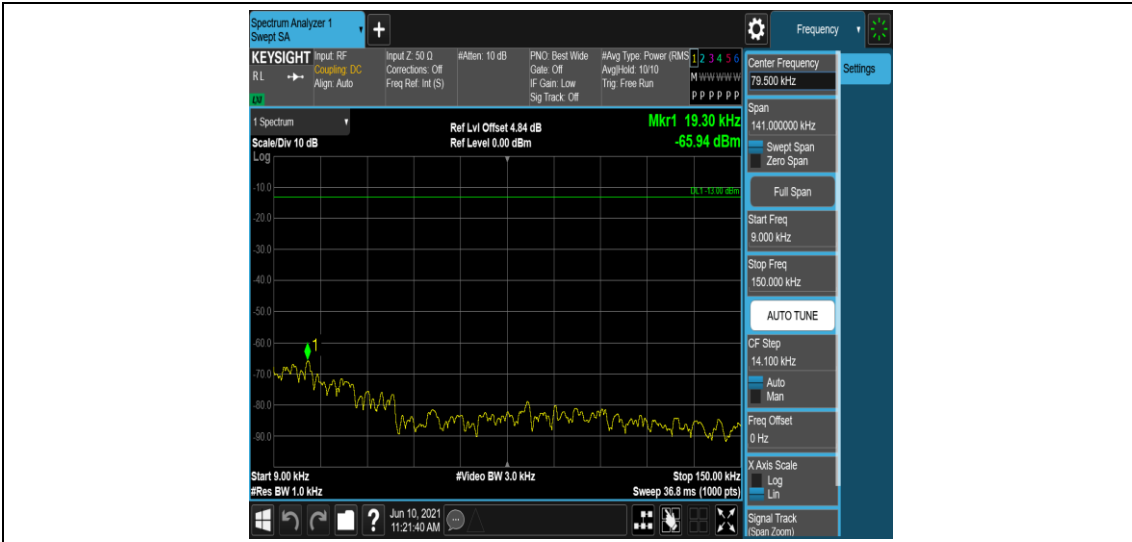 Spectrum Analyzer 1
Swept SA
+
Frequency
KEYSIGHT
RL
LXI
Input: RF
Coupling: DC
Align: Auto
Input Z: 50 Ω
Corrections: Off
Freq Ref: Int (S)
#Atten: 10 dB
PNO: Best Wide
Gate: Off
IF Gain: Low
Sig Track: Off
#Avg Type: Power (RMS
Avg|Hold: 10/10
Trig: Free Run
1 2 3 4 5 6
M W W W W W
P P P P P P
1 Spectrum
Scale/Div 10 dB
Log
Ref Lvl Offset 4.84 dB
Ref Level 0.00 dBm
Mkr1 19.30 kHz
-65.94 dBm
DL1 -13.00 dBm
-10.0
-20.0
-30.0
-40.0
-50.0
-60.0
-70.0
-80.0
-90.0
1
Start 9.00 kHz
#Res BW 1.0 kHz
#Video BW 3.0 kHz
Stop 150.00 kHz
Sweep 36.8 ms (1000 pts)
?
Jun 10, 2021
11:21:40 AM
Center Frequency
79.500 kHz
Span
141.000000 kHz
Swept Span
Zero Span
Full Span
Start Freq
9.000 kHz
Stop Freq
150.000 kHz
AUTO TUNE
CF Step
14.100 kHz
Auto
Man
Freq Offset
0 Hz
X Axis Scale
Log
Lin
Signal Track
(Span Zoom)
Settings